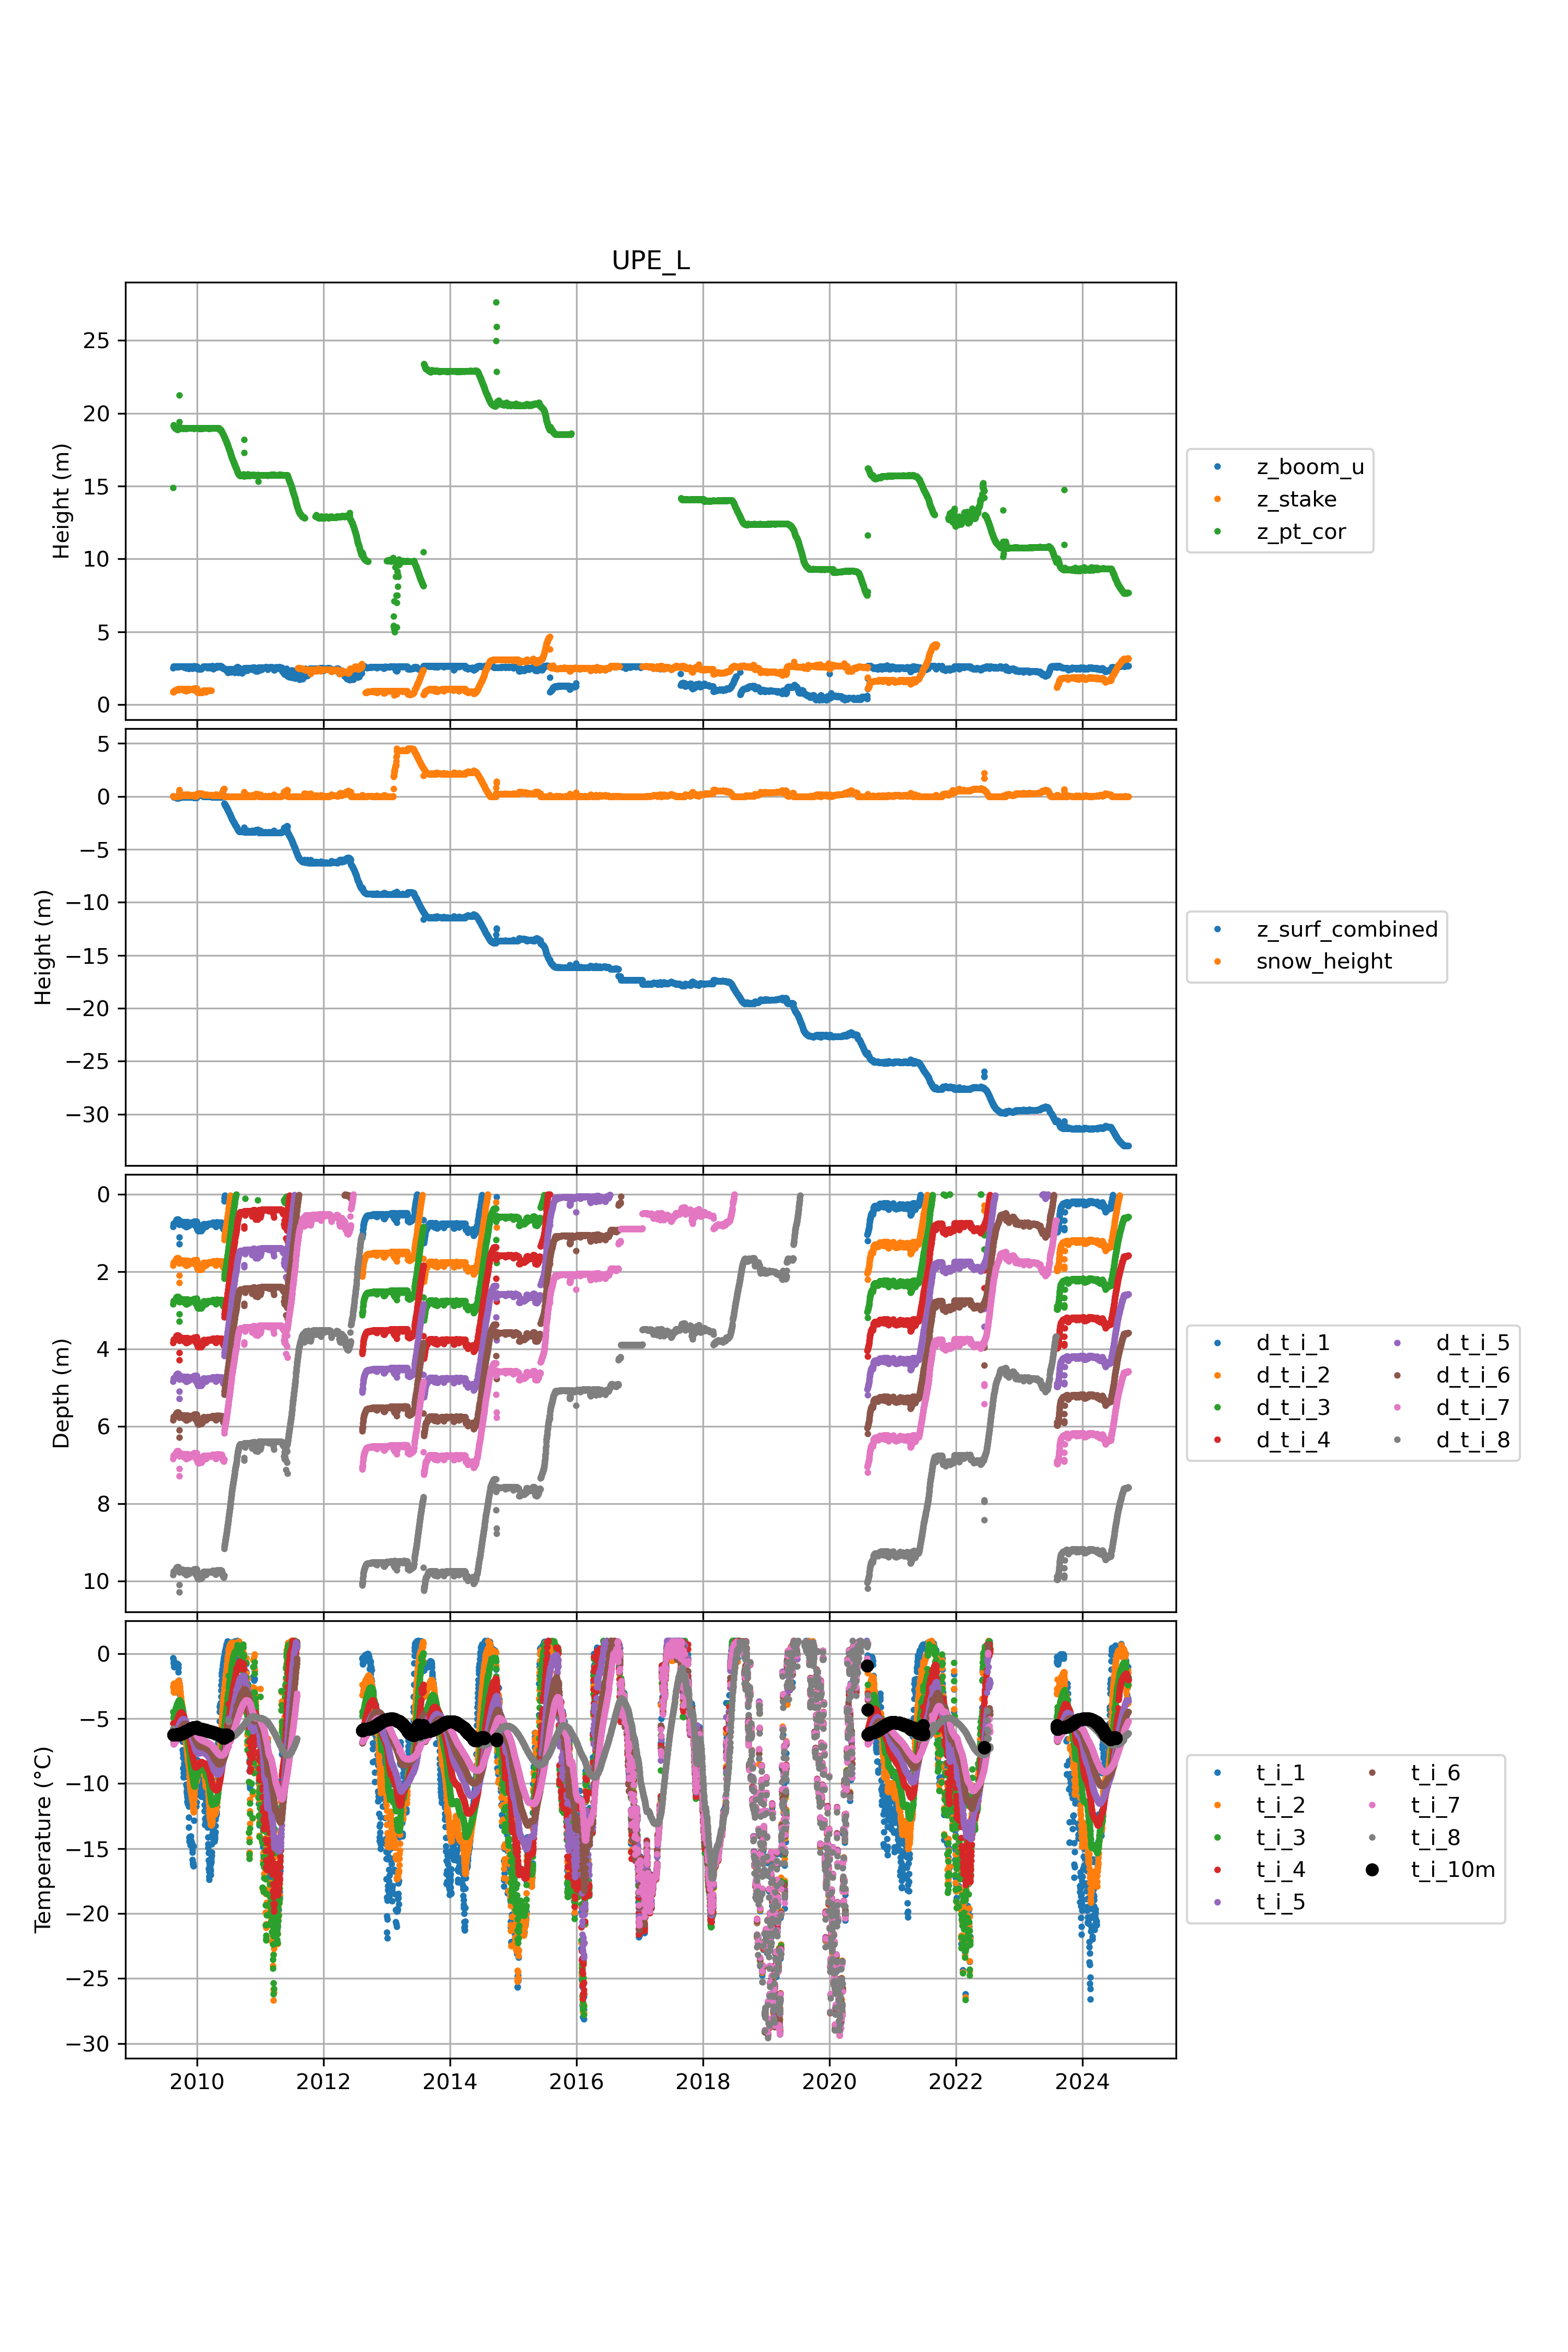 UPE_L
25
20
15
10
5
0
Height (m)
z_boom_u
z_stake
z_pt_cor
5
0
−5
−10
−15
−20
−25
−30
Height (m)
z_surf_combined
snow_height
0
2
4
6
8
10
Depth (m)
d_t_i_1
d_t_i_2
d_t_i_3
d_t_i_4
d_t_i_5
d_t_i_6
d_t_i_7
d_t_i_8
0
−5
−10
−15
−20
−25
−30
Temperature (°C)
t_i_1
t_i_2
t_i_3
t_i_4
t_i_5
t_i_6
t_i_7
t_i_8
t_i_10m
2010 2012 2014 2016 2018 2020 2022 2024